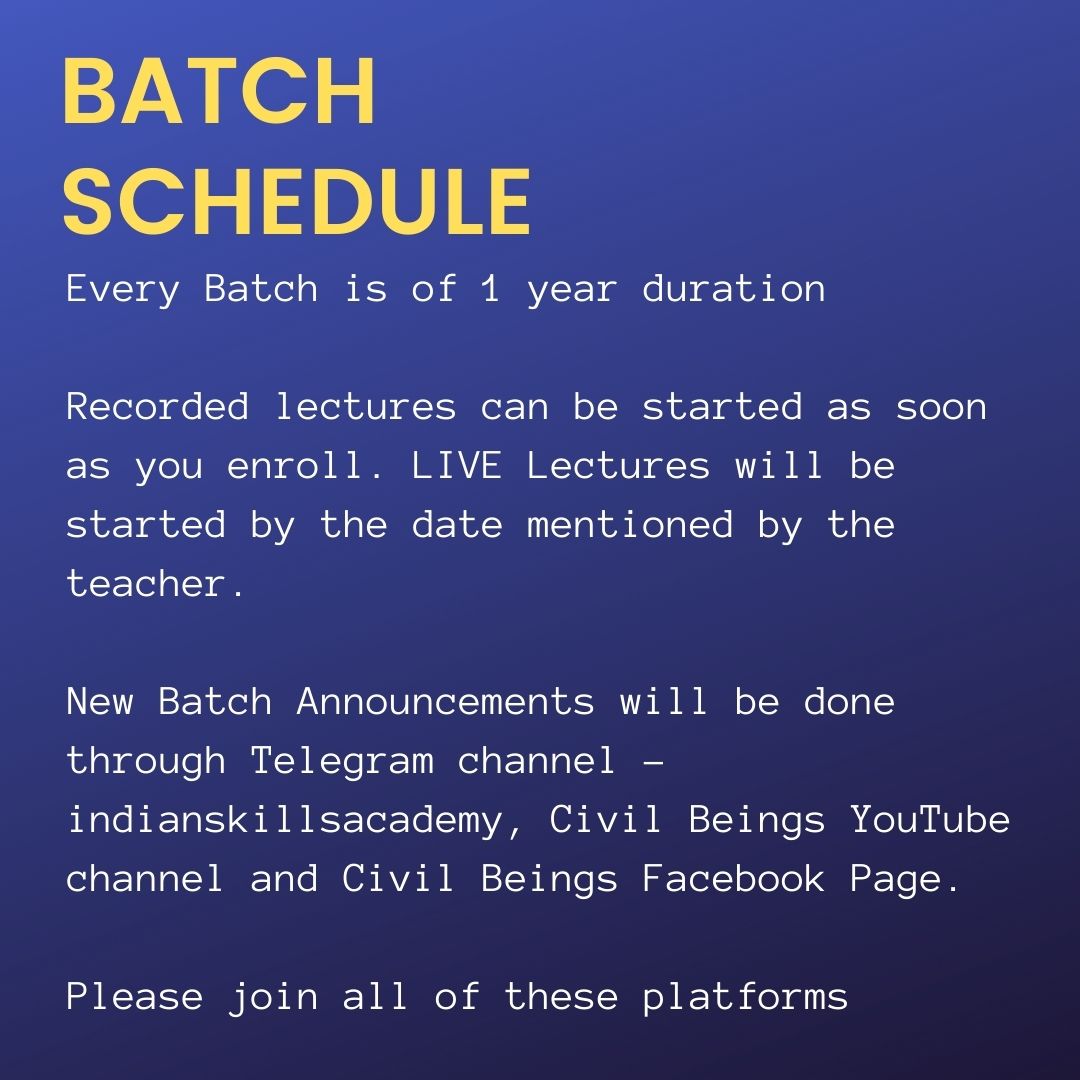 BATCH
SCHEDULE
Every Batch is of 1 year duration
Recorded lectures can be started as soon
as you enroll. LIVE Lectures will be
started by the date mentioned by the
teacher.
New Batch Announcements will be done
through Telegram channel -
indianskillsacademy, Civil Beings YouTube
channel and Civil Beings Facebook Page.
Please join all of these platforms